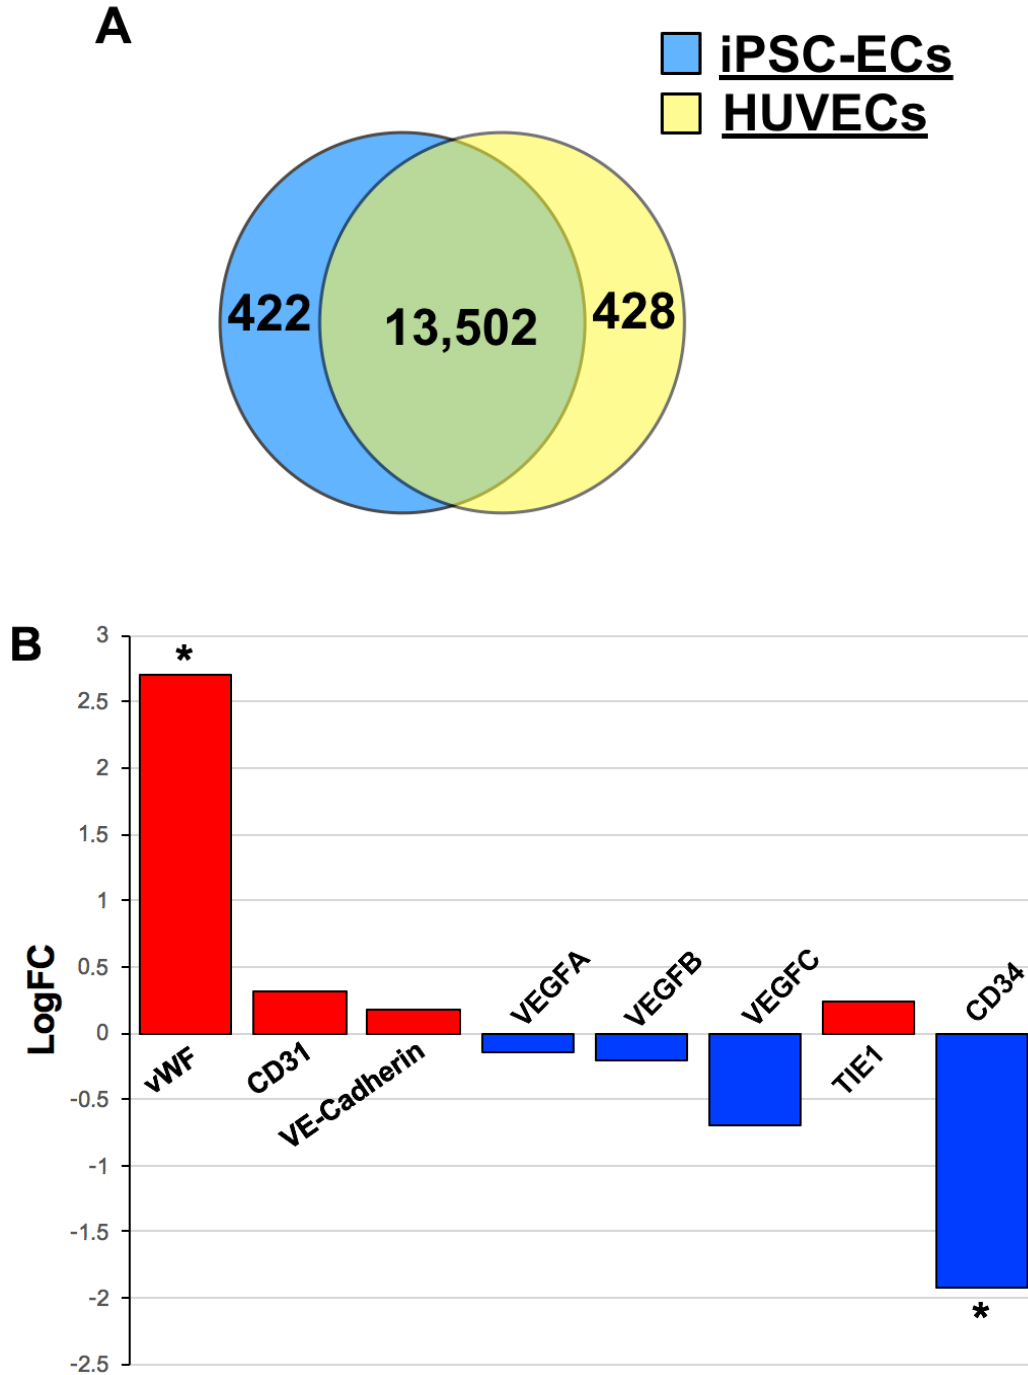 A
iPSC-ECs
HUVECs
422
13,502
428
B
3
*
2.5
2
1.5
1
0.5
0
-0.5
-1
-1.5
-2
-2.5
LogFC
vWF
CD31
VE-Cadherin
VEGFA
VEGFB
VEGFC
TIE1
CD34
*